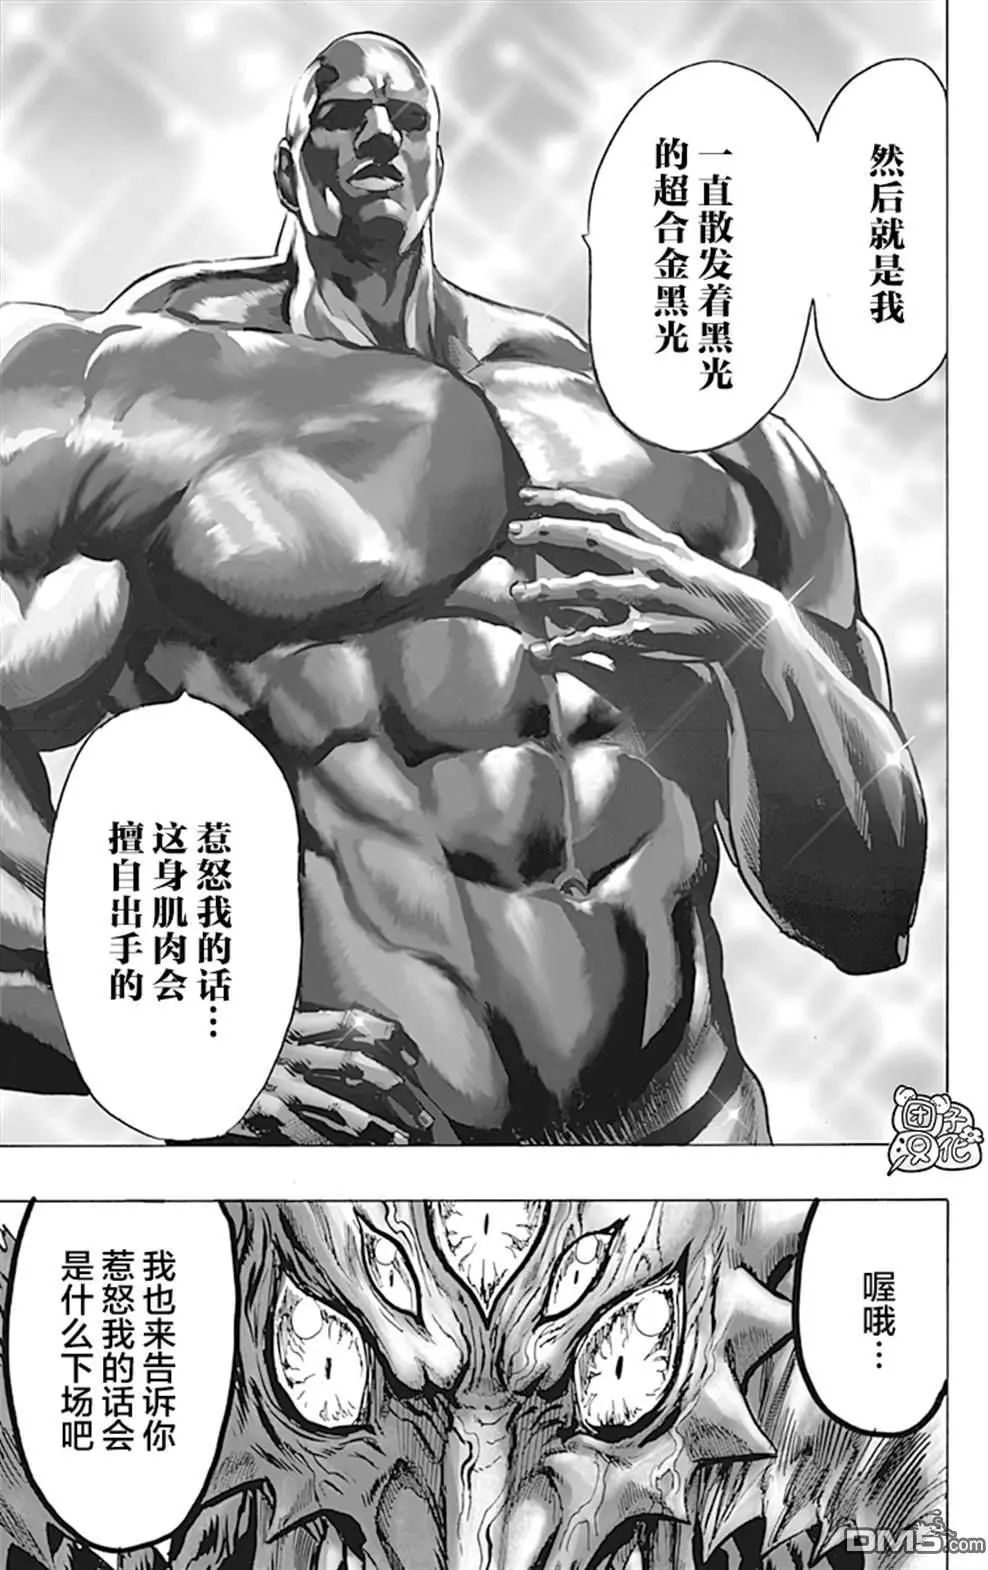 然后就是我
一直散发着黑光
的超合金黑光
惹怒我的话…
这身肌肉会
擅自出手的
团子
汉化
喔哦…
我也来告诉你
惹怒我的话会
是什么下场吧
DM5.com